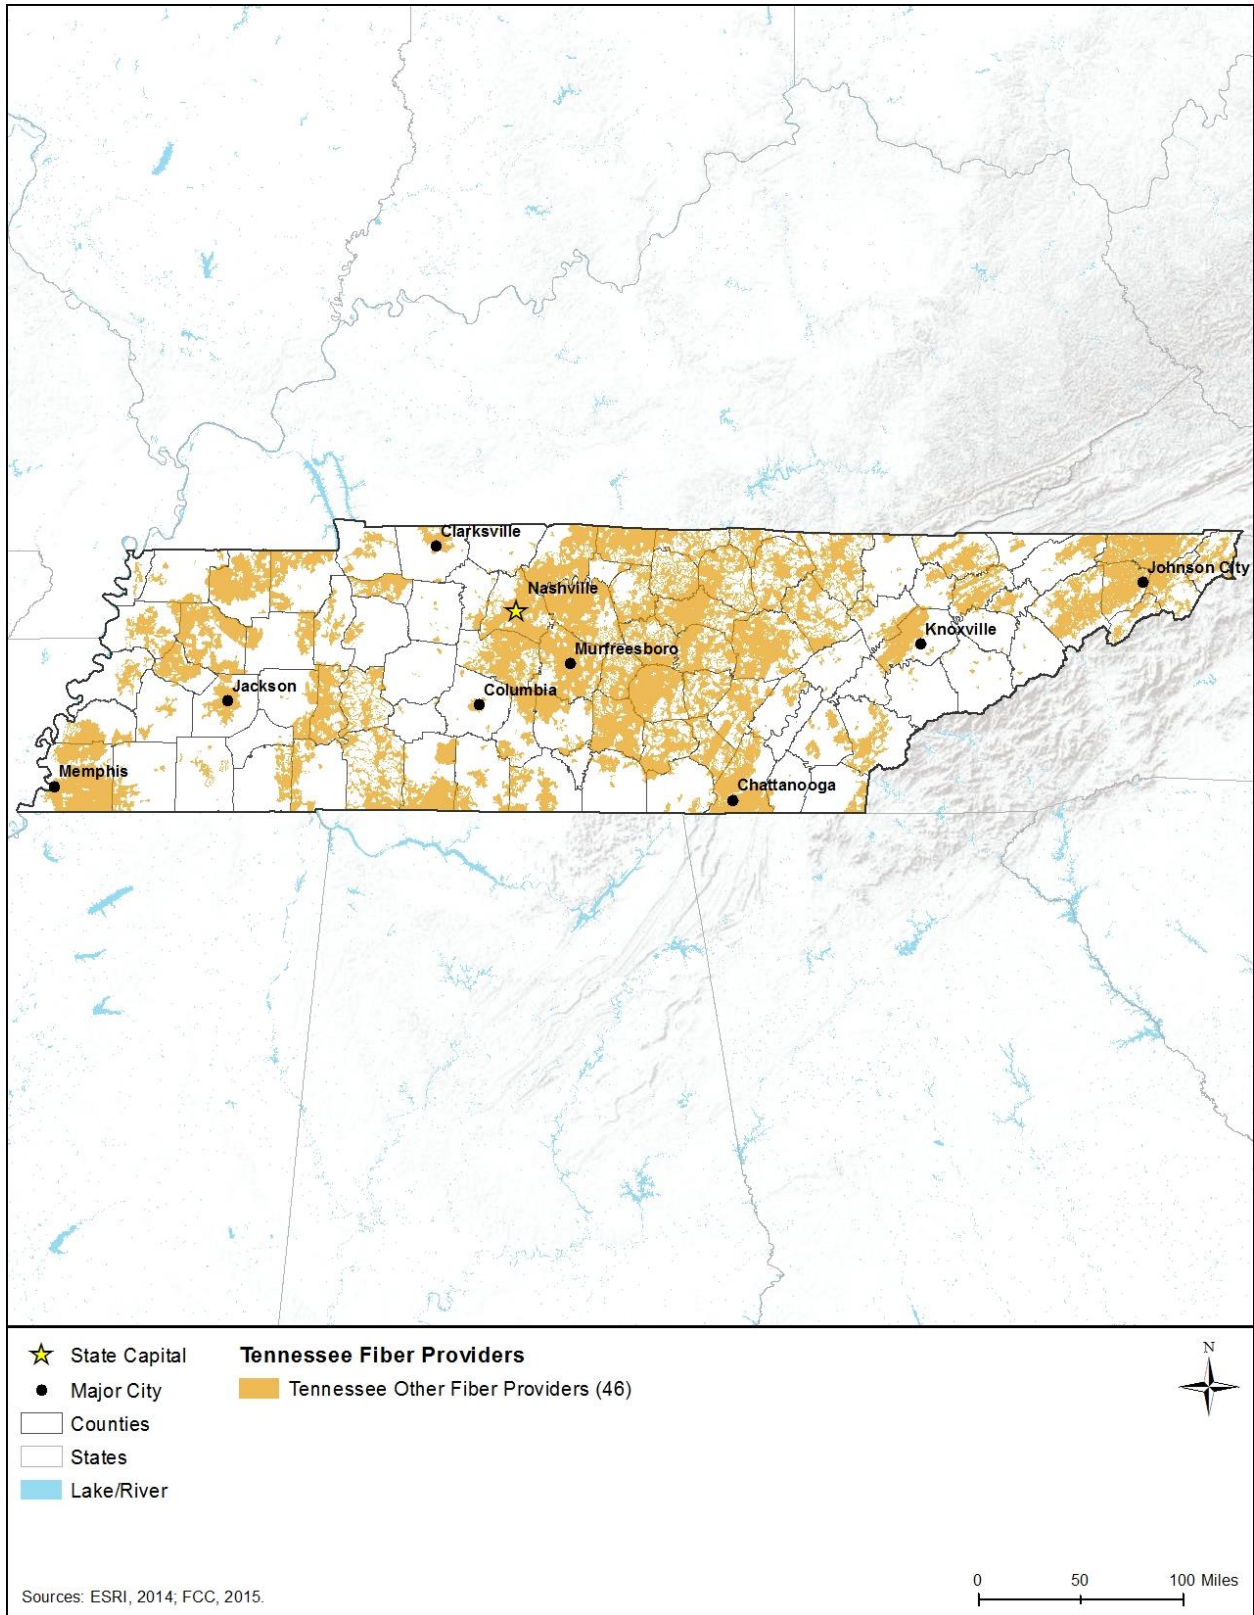 Clarksville
Nashville
Johnson City
Knoxville
Murfreesboro
Jackson
Columbia
Memphis
Chattanooga
State Capital
Major City
Counties
States
Lake/River
Tennessee Fiber Providers
Tennessee Other Fiber Providers (46)
N
0 50 100 Miles
Sources: ESRI, 2014; FCC, 2015.